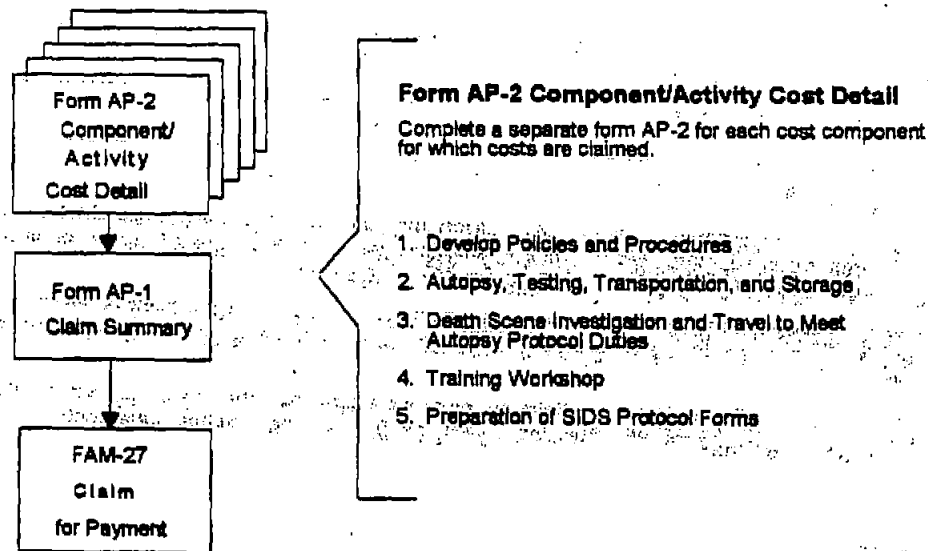 Form AP-2
Component/
Activity
Cost Detail
Form AP-1
Claim Summary
FAM-27
Claim
for Payment
Form AP-2 Component/Activity Cost Detail
Complete a separate form AP-2 for each cost component
for which costs are claimed.
1. Develop Policies and Procedures
2. Autopsy, Testing, Transportation, and Storage
3. Death Scene Investigation and Travel to Meet
Autopsy Protocol Duties
4. Training Workshop
5. Preparation of SIDS Protocol Forms